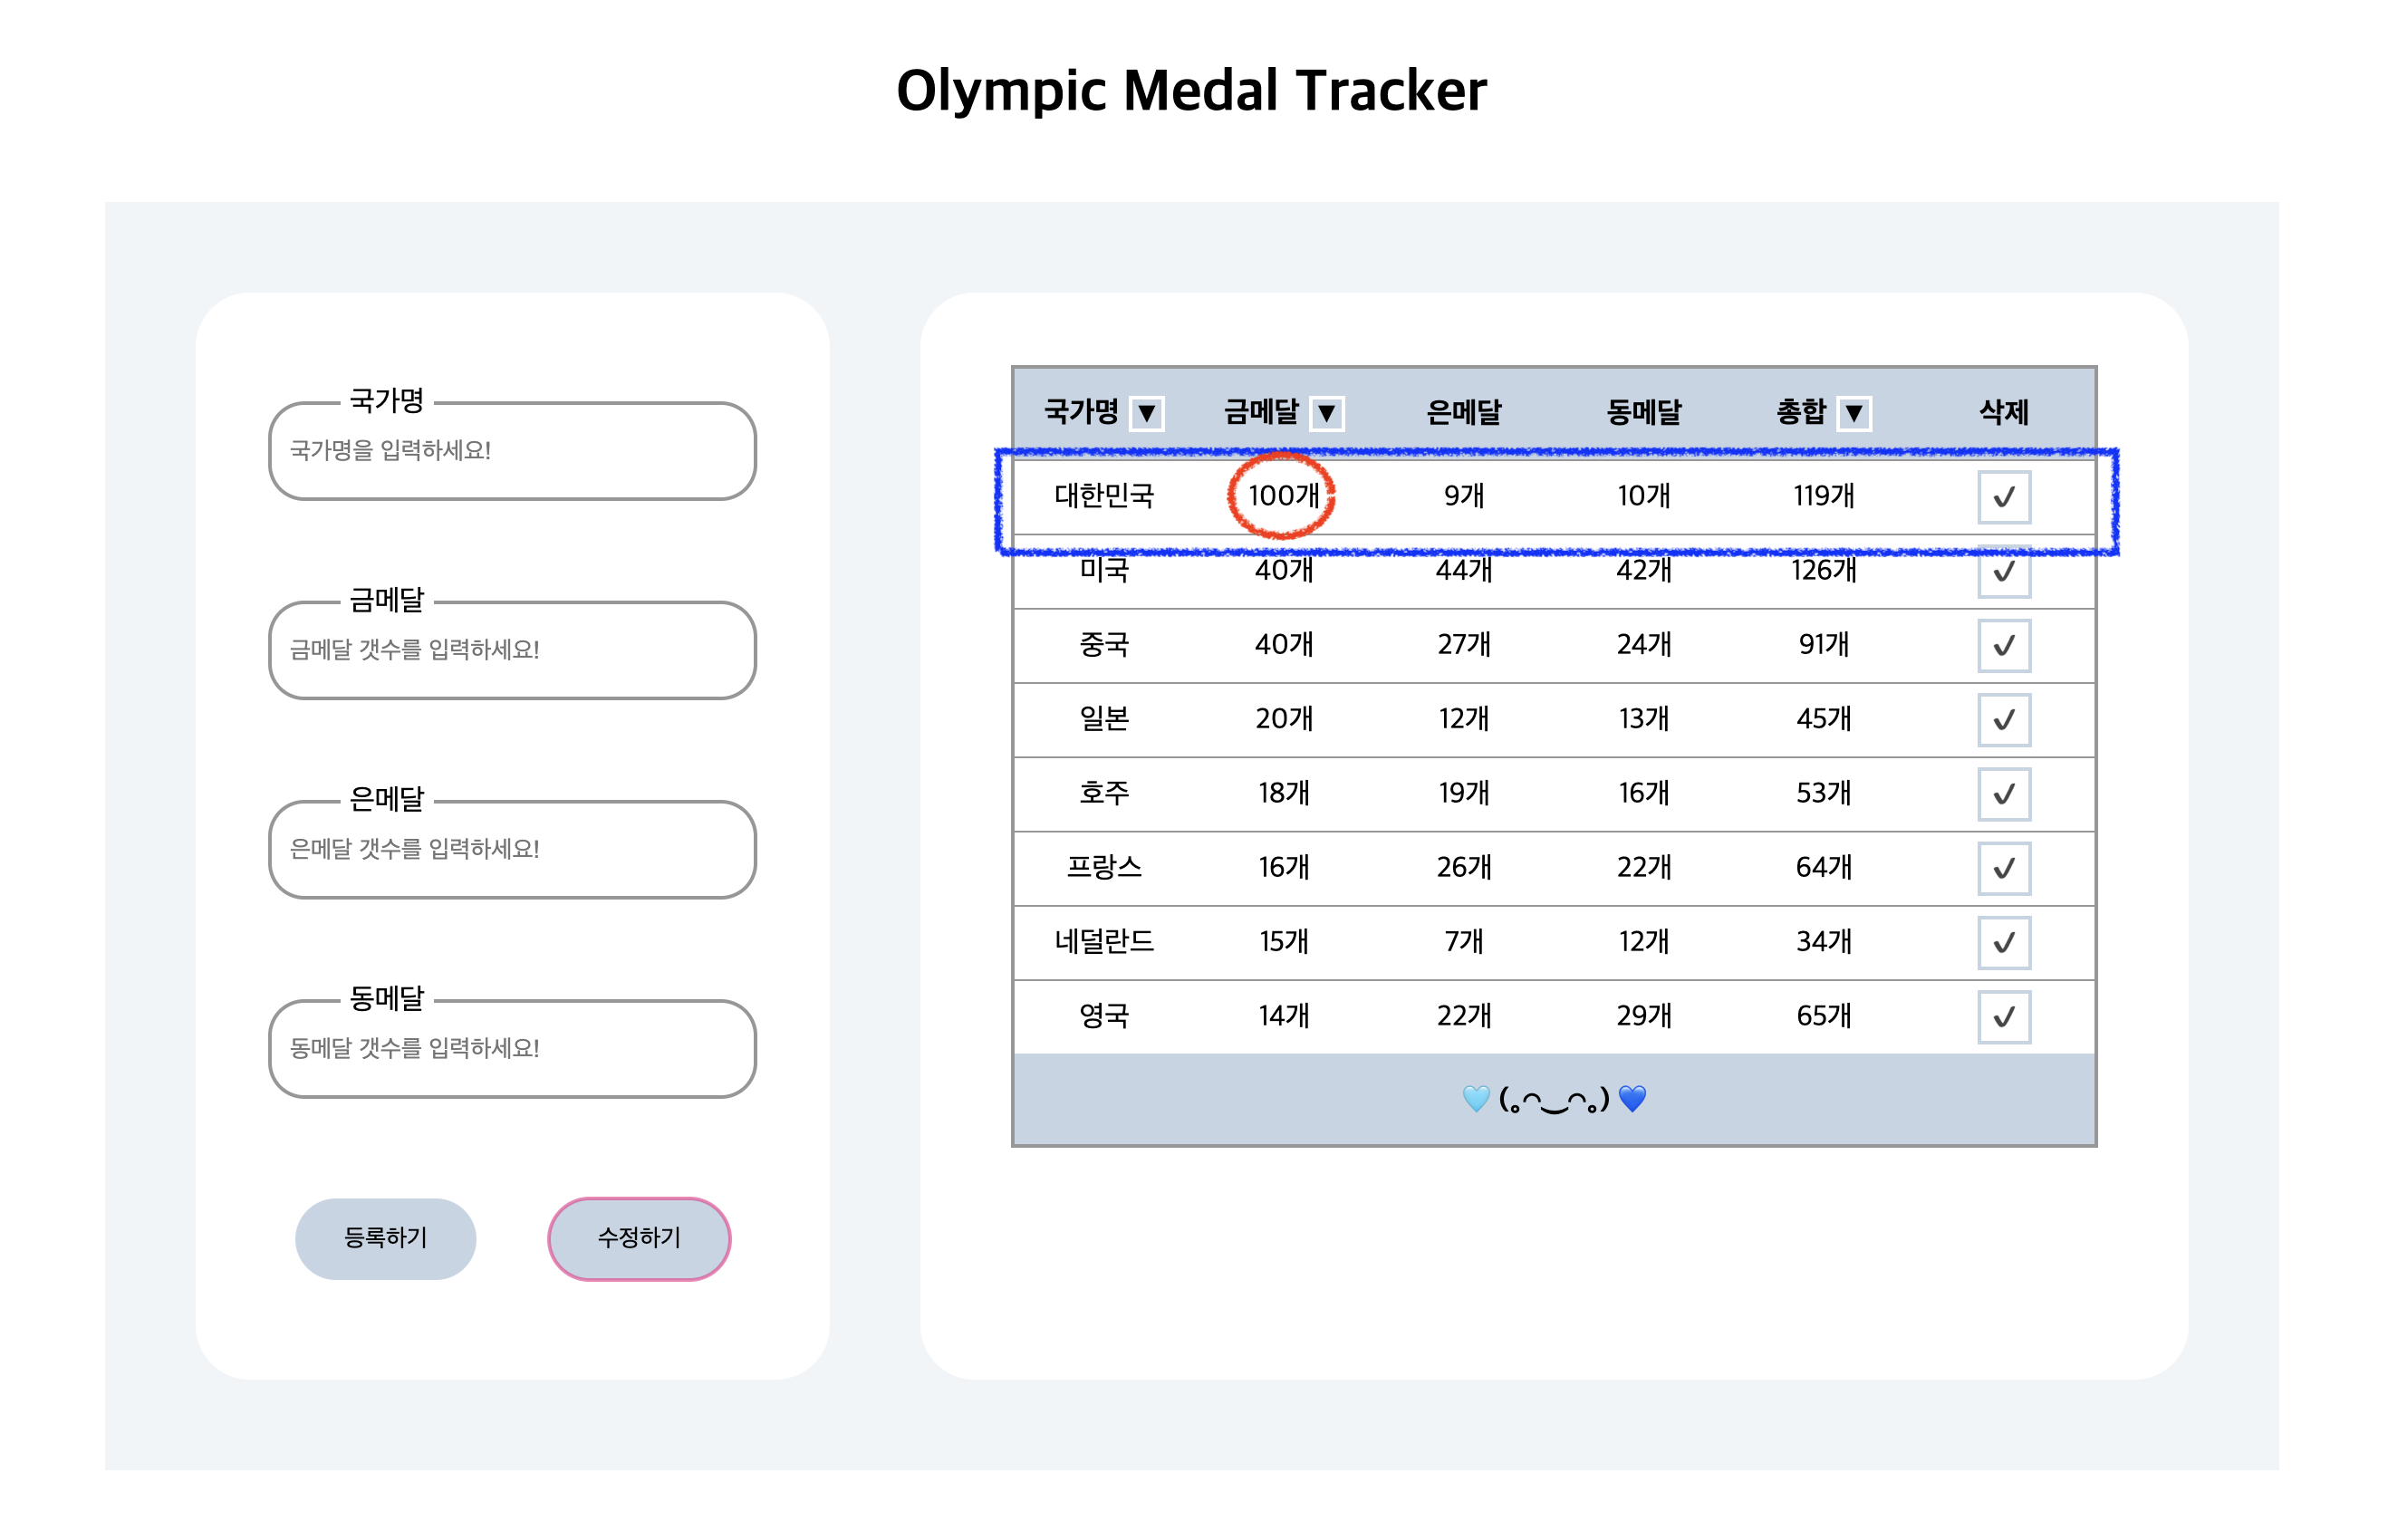 Olympic Medal Tracker
국가명
국가명을 입력하세요!
금메달
금메달 갯수를 입력하세요!
은메달
은메달 갯수를 입력하세요!
동메달
동메달 갯수를 입력하세요!
등록하기 수정하기
국가명 ▼ 금메달 ▼ 은메달 동메달 총합 ▼ 삭제
대한민국 100개 9개 10개 119개 ✔
미국 40개 44개 42개 126개 ✔
중국 40개 27개 24개 91개 ✔
일본 20개 12개 13개 45개 ✔
호주 18개 19개 16개 53개 ✔
프랑스 16개 26개 22개 64개 ✔
네덜란드 15개 7개 12개 34개 ✔
영국 14개 22개 29개 65개 ✔
🩵 (｡◠‿◠｡) 💙